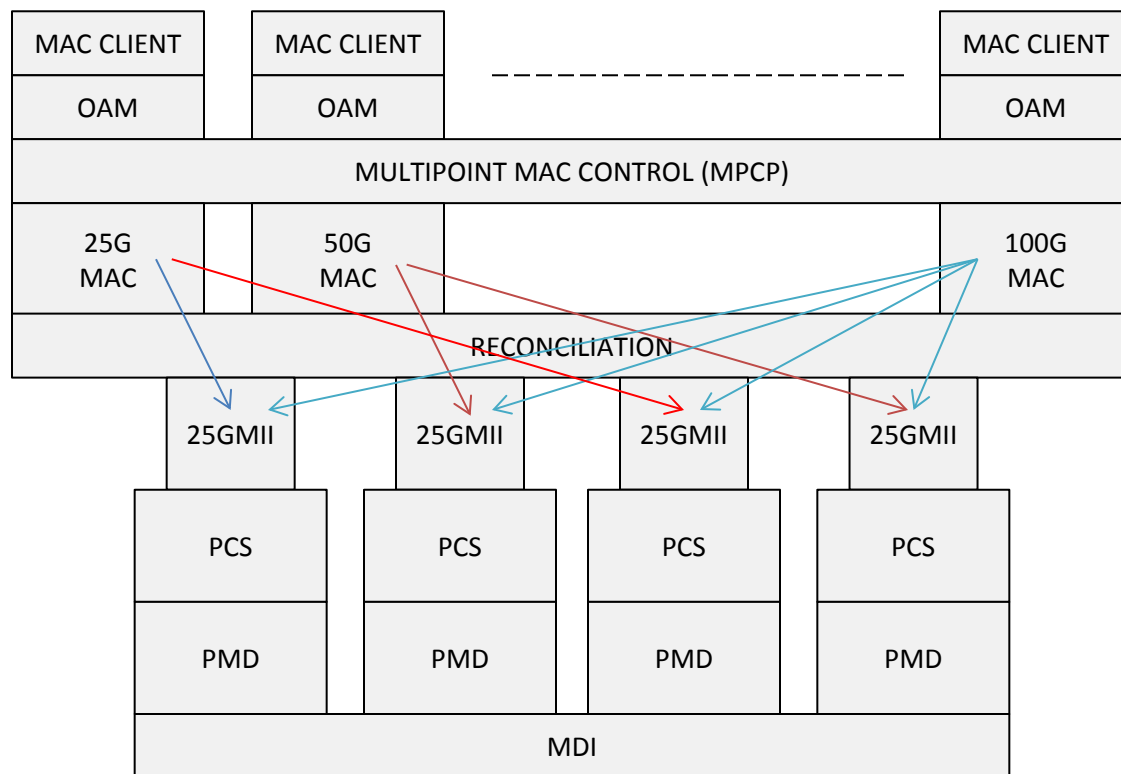 MAC CLIENT
MAC CLIENT
MAC CLIENT
OAM
OAM
OAM
MULTIPOINT MAC CONTROL (MPCP)
25G
MAC
50G
MAC
100G
MAC
RECONCILIATION
25GMII
25GMII
25GMII
25GMII
PCS
PCS
PCS
PCS
PMD
PMD
PMD
PMD
MDI